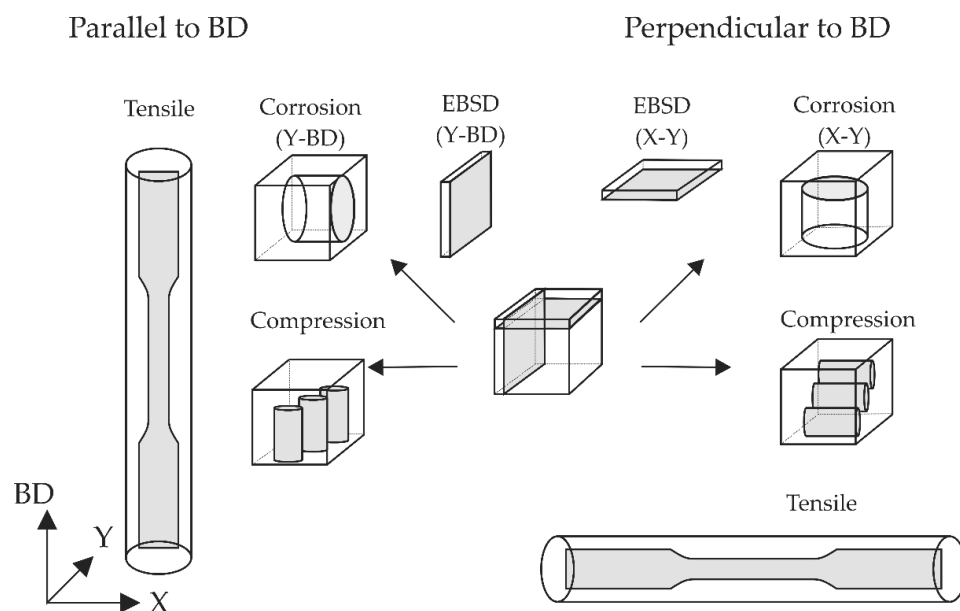 Parallel to BD
Perpendicular to BD
Tensile
Corrosion
(Y-BD)
EBSD
(Y-BD)
EBSD
(X-Y)
Corrosion
(X-Y)
Compression
Compression
Tensile
BD
Y
X